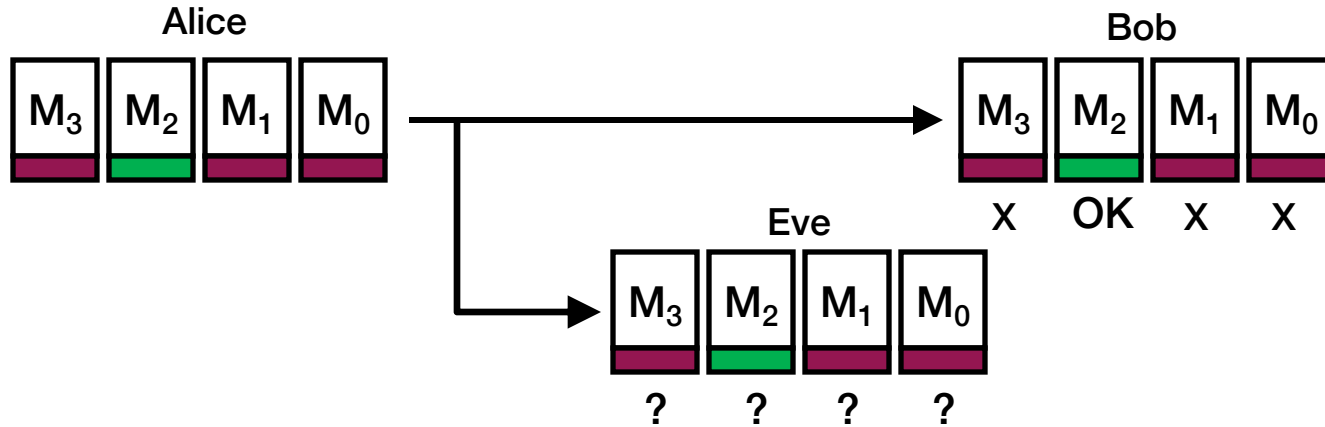 Alice
Bob
M₃ M₂ M₁ M₀
M₃ M₂ M₁ M₀
X OK X X
Eve
M₃ M₂ M₁ M₀
? ? ? ?